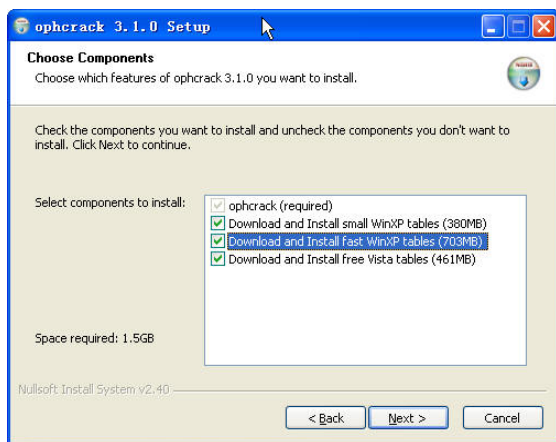 ophcrack 3.1.0 Setup
Choose Components
Choose which features of ophcrack 3.1.0 you want to install.
Check the components you want to install and uncheck the components you don't want to
install. Click Next to continue.
Select components to install:
ophcrack (required)
Download and Install small WinXP tables (380MB)
Download and Install fast WinXP tables (703MB)
Download and Install free Vista tables (461MB)
Space required: 1.5GB
Nullsoft Install System v2.40
< Back
Next >
Cancel